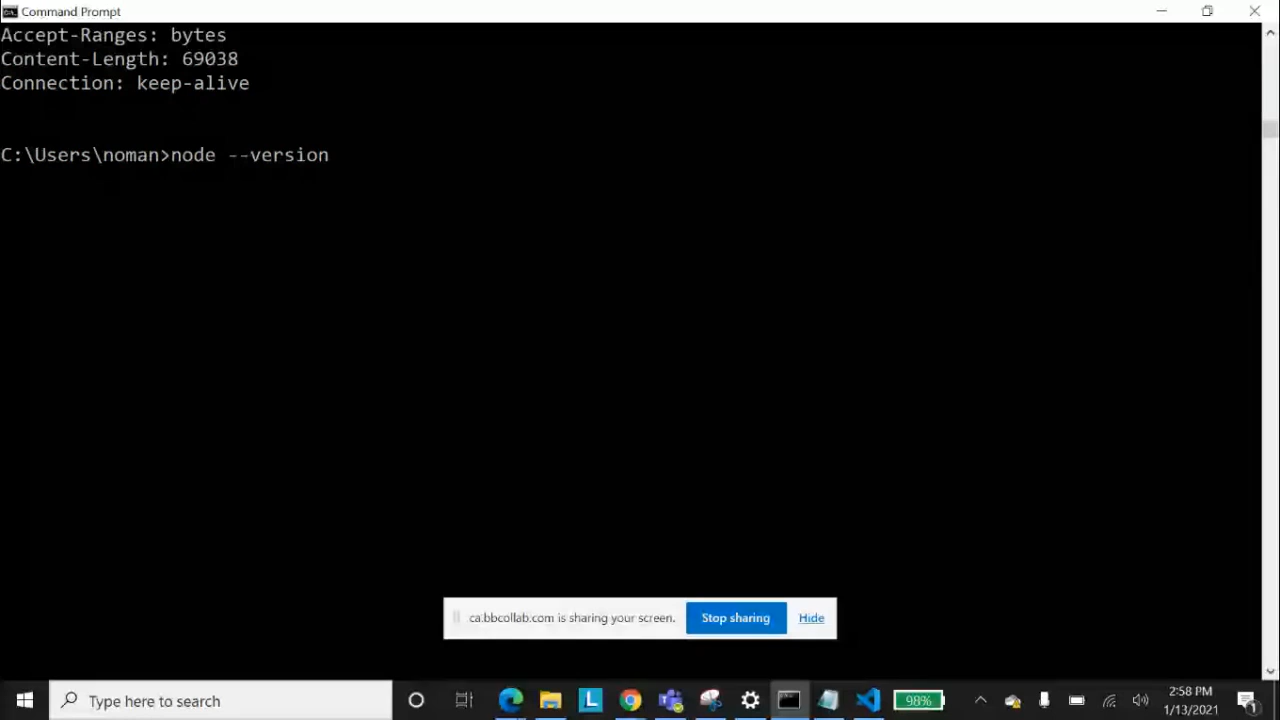 Command Prompt
Accept-Ranges: bytes
Content-Length: 69038
Connection: keep-alive
C:\Users\noman>node --version
ca.bbcollab.com is sharing your screen.
Stop sharing
Hide
Type here to search
L
98%
2:58 PM
1/13/2021
1